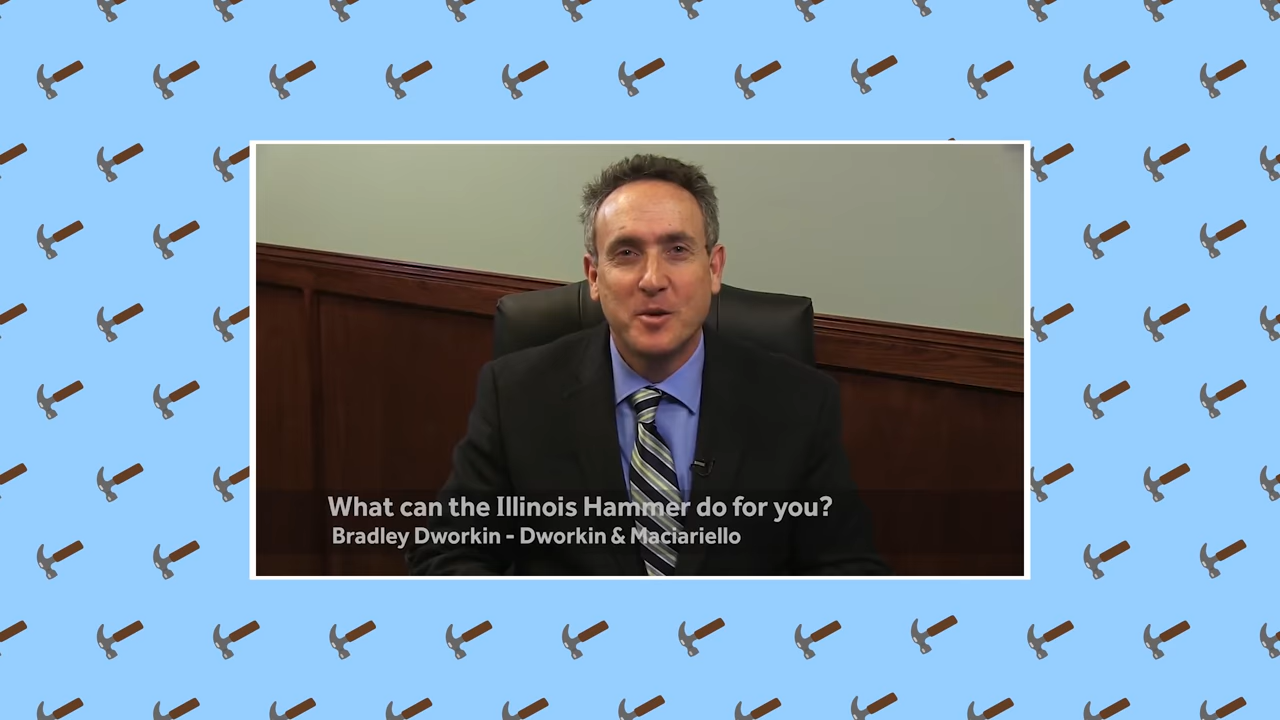 What can the Illinois Hammer do for you?
Bradley Dworkin - Dworkin & Maciariello